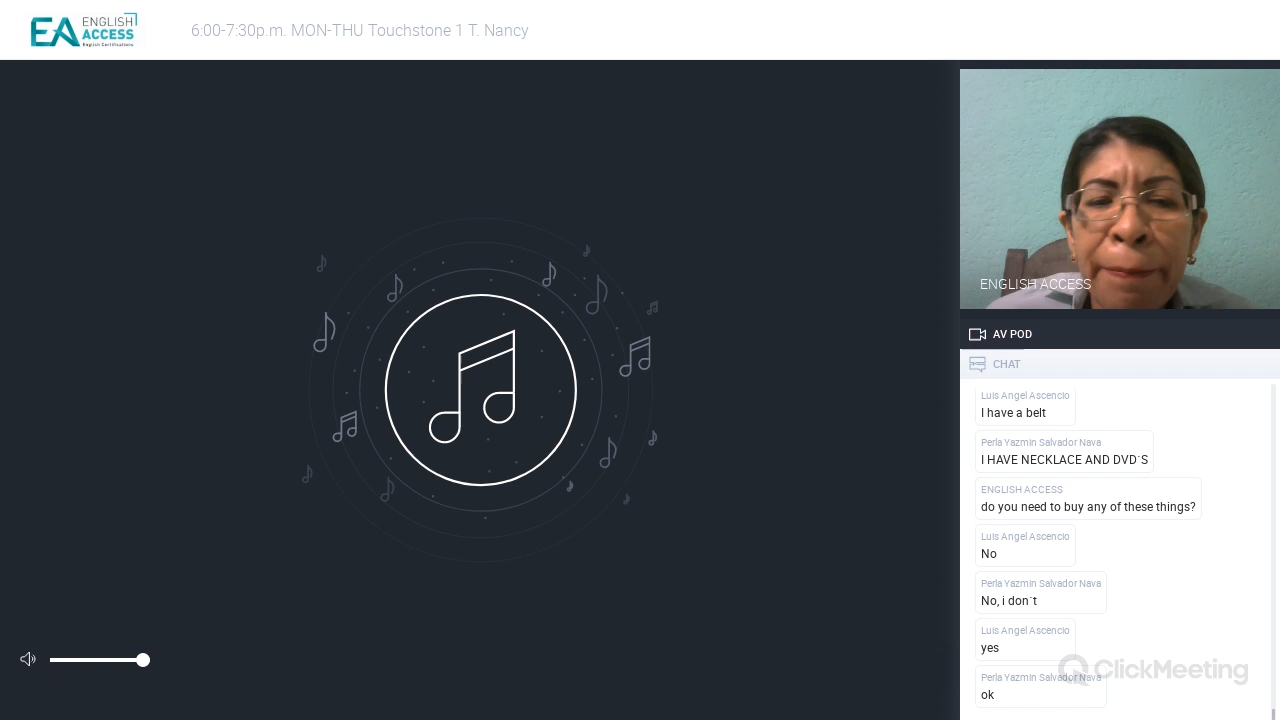 EA ENGLISH
ACCESS
English Certifications
6:00-7:30p.m. MON-THU Touchstone 1 T. Nancy
ENGLISH ACCESS
AV POD
CHAT
Luis Angel Ascencio
I have a belt
Perla Yazmin Salvador Nava
I HAVE NECKLACE AND DVD´S
ENGLISH ACCESS
do you need to buy any of these things?
Luis Angel Ascencio
No
Perla Yazmin Salvador Nava
No, i don´t
Luis Angel Ascencio
yes
Perla Yazmin Salvador Nava
ok
ClickMeeting